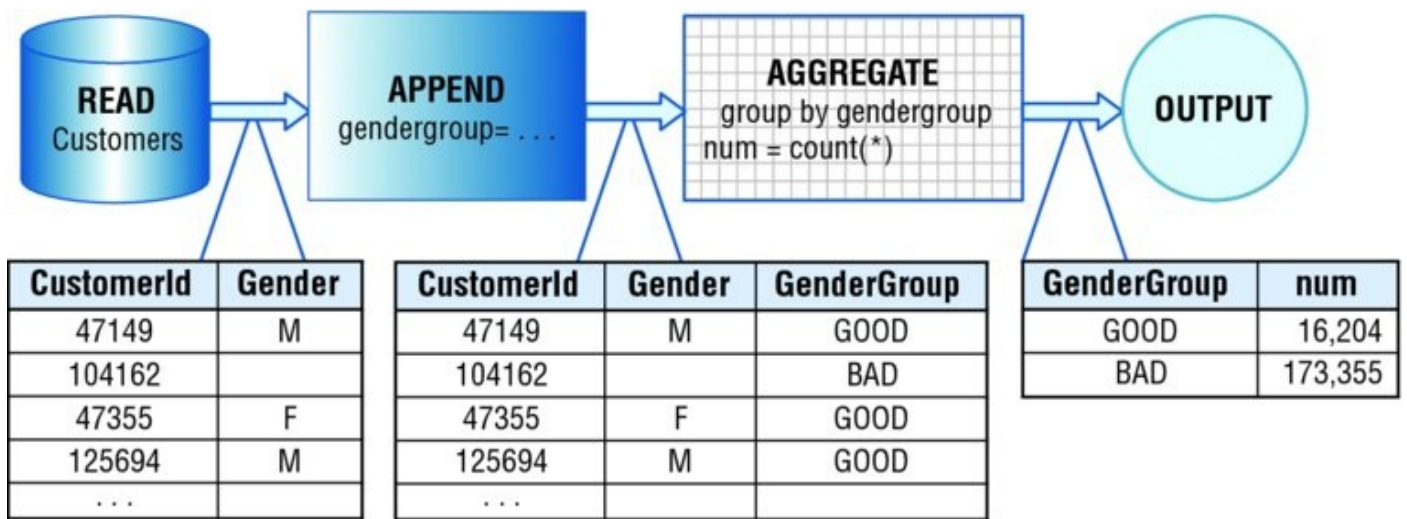 READ
Customers
APPEND
gendergroup= . . .
AGGREGATE
group by gendergroup
num = count(*)
OUTPUT
CustomerId Gender
47149 M
104162
47355 F
125694 M
. . .
CustomerId Gender GenderGroup
47149 M GOOD
104162 BAD
47355 F GOOD
125694 M GOOD
. . .
GenderGroup num
GOOD 16,204
BAD 173,355